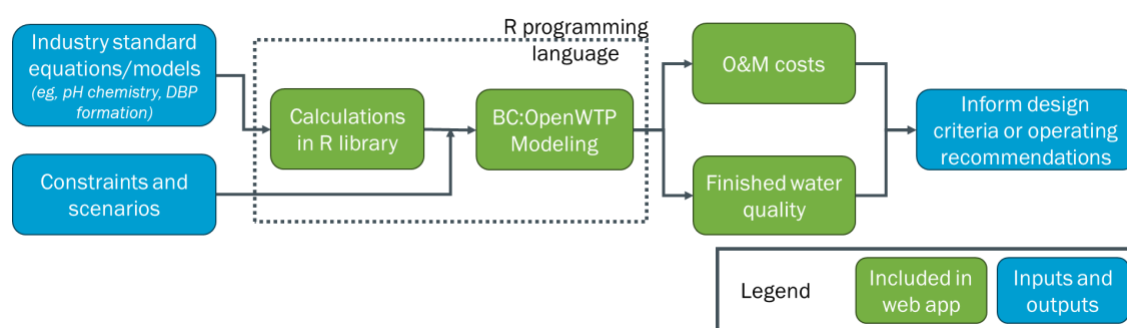 Industry standard
equations/models
(eg, pH chemistry, DBP
formation)
Constraints and
scenarios
R programming
language
Calculations
in R library
BC:OpenWTP
Modeling
O&M costs
Finished water
quality
Inform design
criteria or operating
recommendations
Legend
Included in
web app
Inputs and
outputs